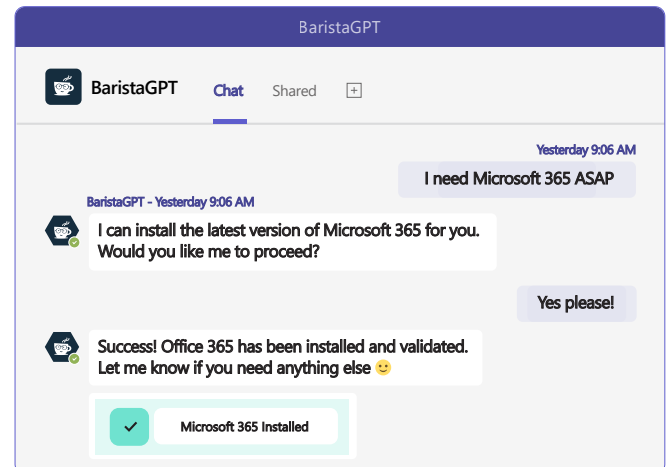 BaristaGPT
BaristaGPT
Chat
Shared
Yesterday 9:06 AM
I need Microsoft 365 ASAP
BaristaGPT - Yesterday 9:06 AM
I can install the latest version of Microsoft 365 for you.
Would you like me to proceed?
Yes please!
Success! Office 365 has been installed and validated.
Let me know if you need anything else 🙂
Microsoft 365 Installed